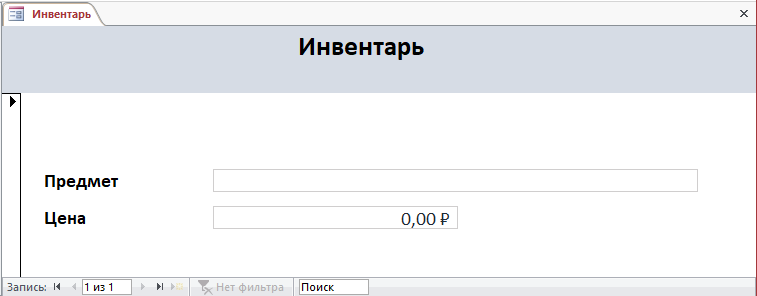 Инвентарь
Инвентарь
Предмет
Цена 0,00 ₽
Запись: 1 из 1 Нет фильтра Поиск